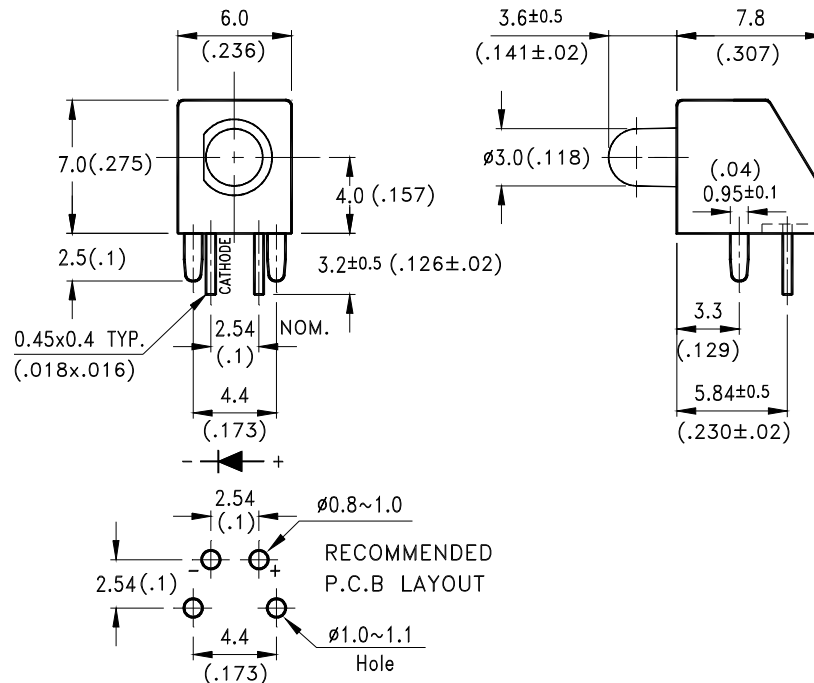 6.0
(.236)
3.6±0.5
(.141±.02)
7.8
(.307)
7.0(.275)
4.0 (.157)
ø3.0(.118)
(.04)
0.95±0.1
2.5(.1)
CATHODE
3.2±0.5 (.126±.02)
0.45x0.4 TYP.
(.018x.016)
2.54 NOM.
(.1)
3.3
(.129)
4.4
(.173)
5.84±0.5
(.230±.02)
- +
2.54
(.1)
ø0.8~1.0
- +
RECOMMENDED
P.C.B LAYOUT
2.54(.1)
4.4
(.173)
ø1.0~1.1
Hole